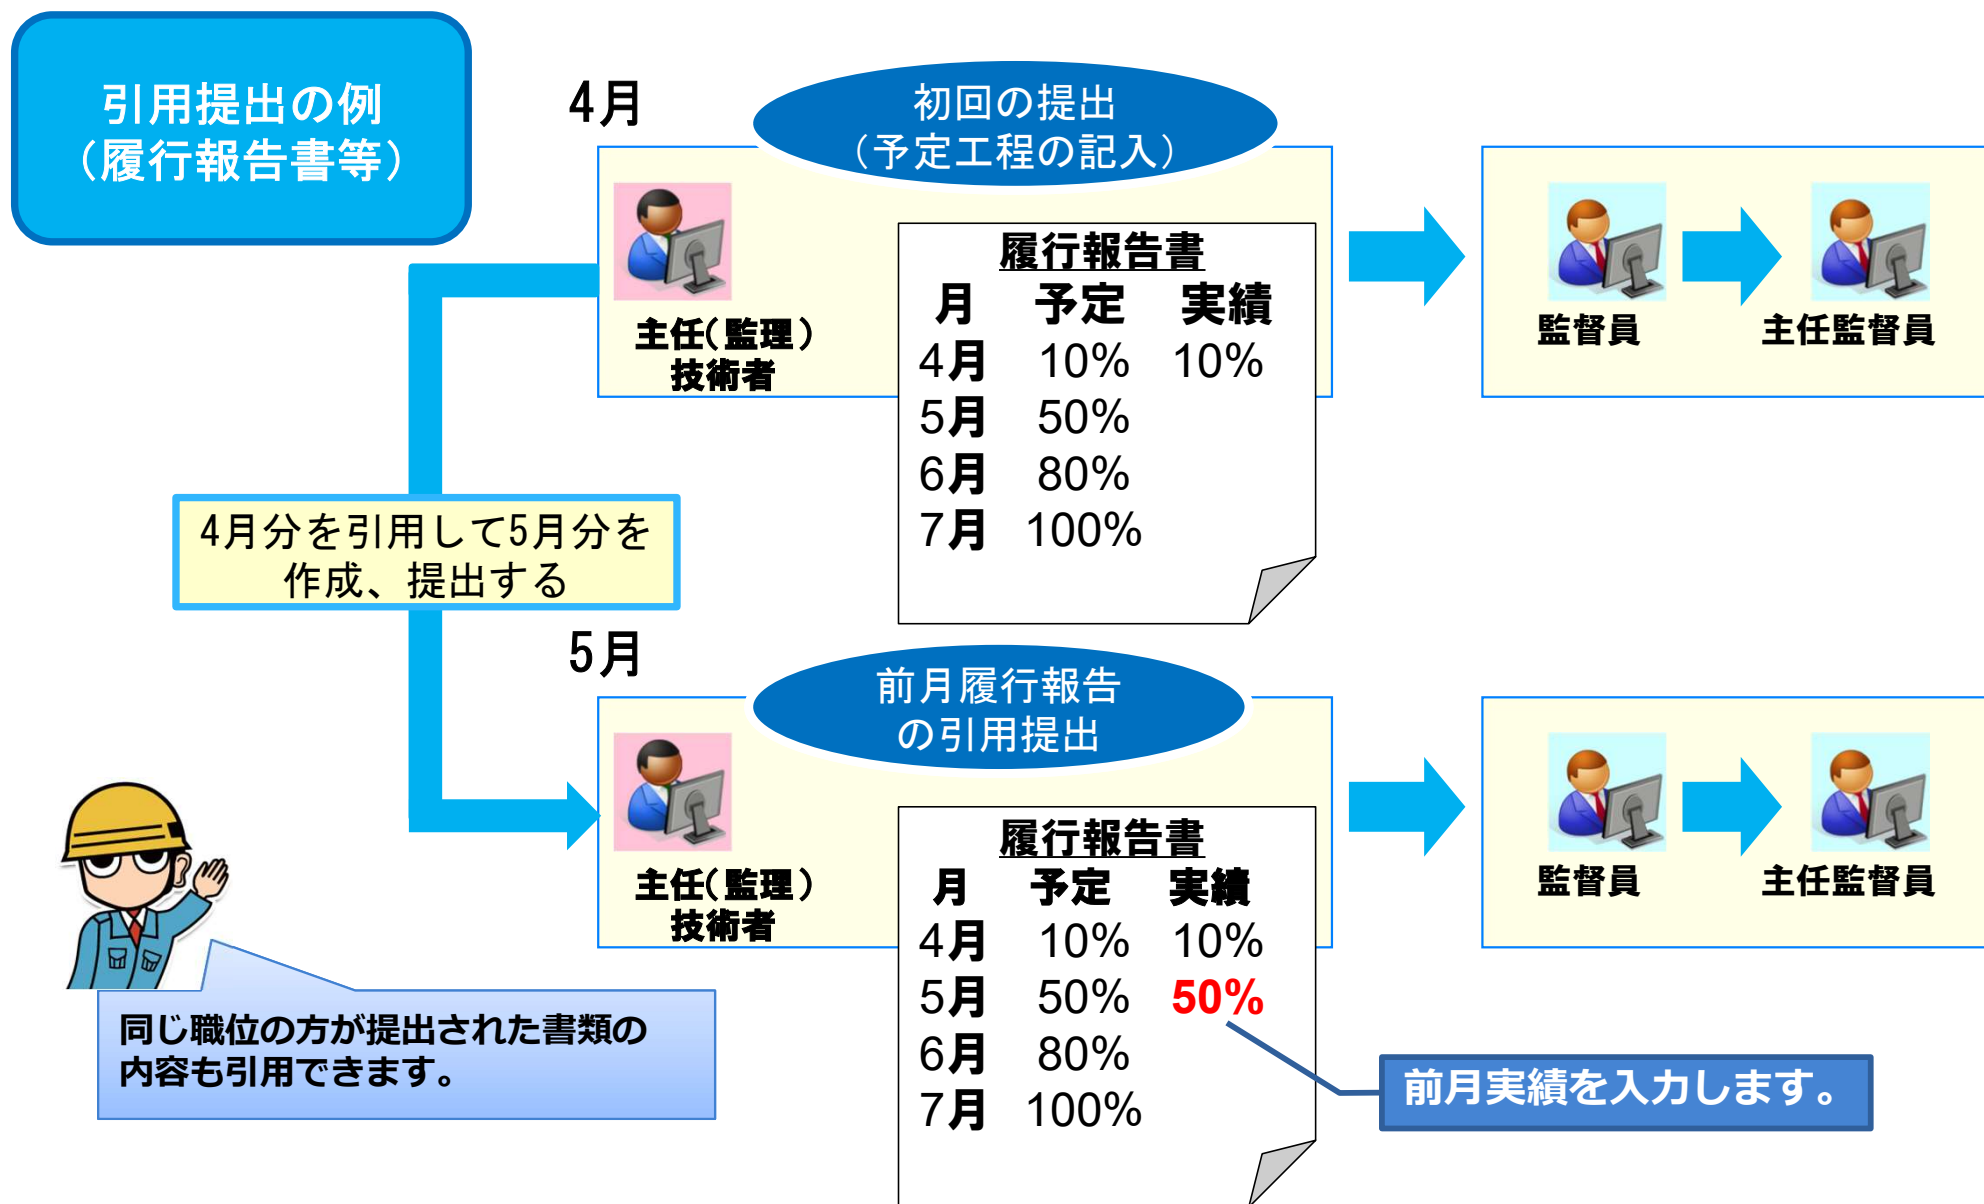 引用提出の例
（履行報告書等）
4月
初回の提出
（予定工程の記入）
主任（監理）
技術者
履行報告書
月 予定 実績
4月 10% 10%
5月 50%
6月 80%
7月 100%
監督員
主任監督員
4月分を引用して5月分を
作成、提出する
5月
前月履行報告
の引用提出
主任（監理）
技術者
履行報告書
月 予定 実績
4月 10% 10%
5月 50% 50%
6月 80%
7月 100%
監督員
主任監督員
前月実績を入力します。
同じ職位の方が提出された書類の
内容も引用できます。